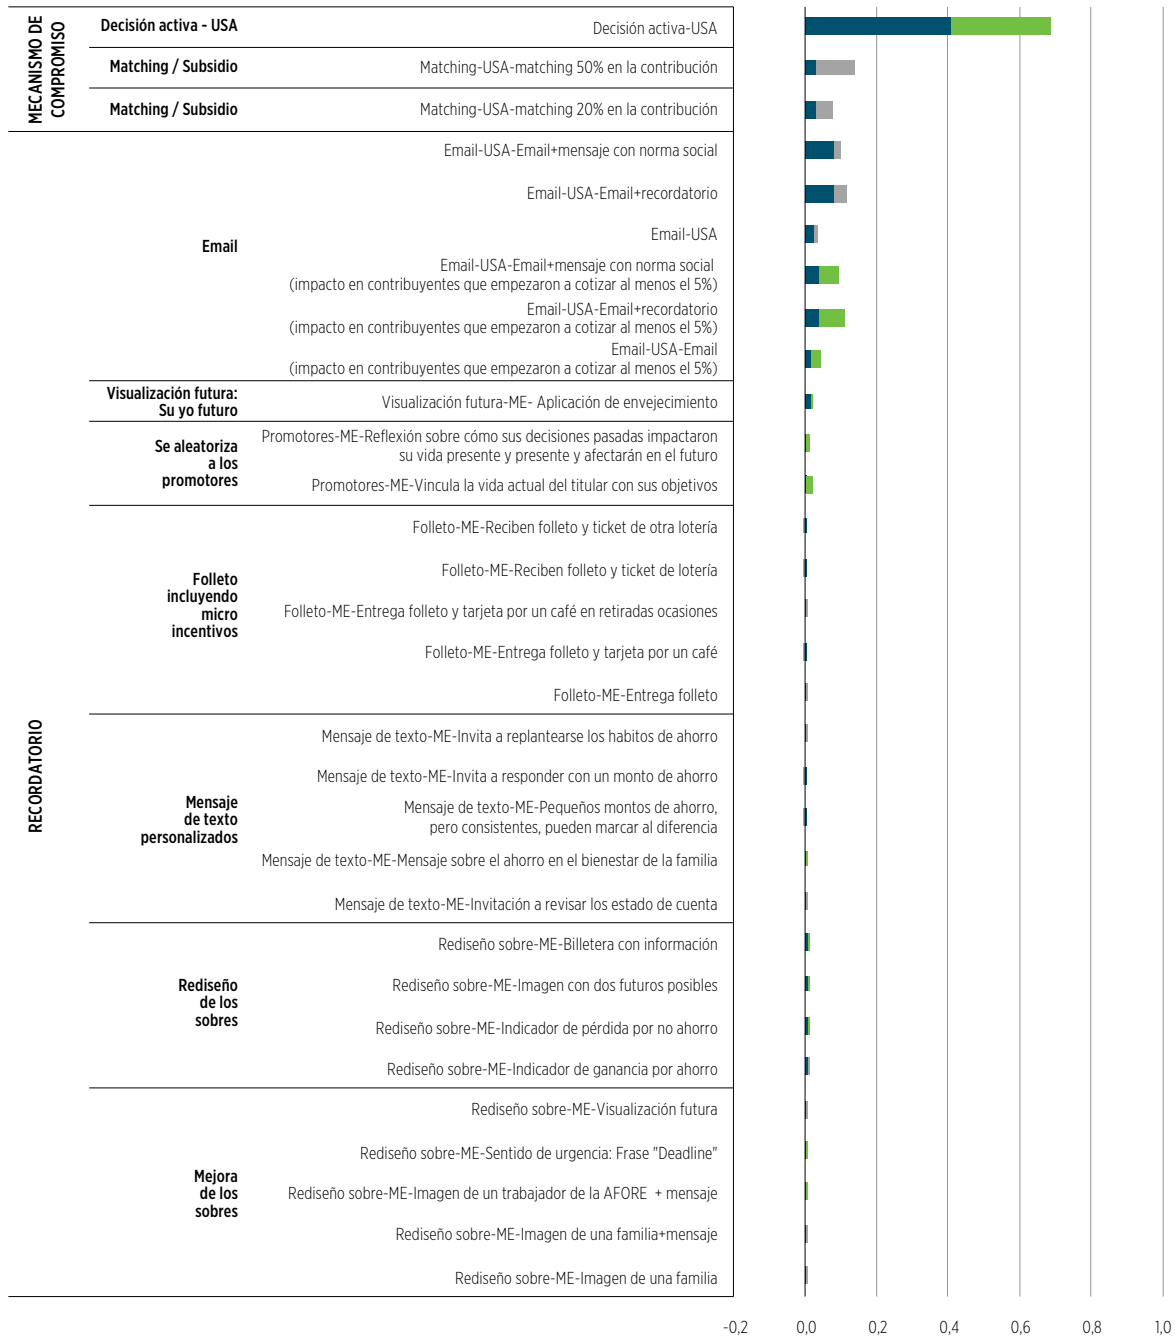 MECANISMO DE
COMPROMISO
Decisión activa - USA
Decisión activa-USA
Matching / Subsidio
Matching-USA-matching 50% en la contribución
Matching / Subsidio
Matching-USA-matching 20% en la contribución
RECORDATORIO
Email
Email-USA-Email+mensaje con norma social
Email-USA-Email+recordatorio
Email-USA
Email-USA-Email+mensaje con norma social
(impacto en contribuyentes que empezaron a cotizar al menos el 5%)
Email-USA-Email+recordatorio
(impacto en contribuyentes que empezaron a cotizar al menos el 5%)
Email-USA-Email
(impacto en contribuyentes que empezaron a cotizar al menos el 5%)
Visualización futura:
Su yo futuro
Visualización futura-ME- Aplicación de envejecimiento
Se aleatoriza
a los
promotores
Promotores-ME-Reflexión sobre cómo sus decisiones pasadas impactaron
su vida presente y presente y afectarán en el futuro
Promotores-ME-Vincula la vida actual del titular con sus objetivos
Folleto
incluyendo
micro
incentivos
Folleto-ME-Reciben folleto y ticket de otra lotería
Folleto-ME-Reciben folleto y ticket de lotería
Folleto-ME-Entrega folleto y tarjeta por un café en retiradas ocasiones
Folleto-ME-Entrega folleto y tarjeta por un café
Folleto-ME-Entrega folleto
Mensaje
de texto
personalizados
Mensaje de texto-ME-Invita a replantearse los habitos de ahorro
Mensaje de texto-ME-Invita a responder con un monto de ahorro
Mensaje de texto-ME-Pequeños montos de ahorro,
pero consistentes, pueden marcar al diferencia
Mensaje de texto-ME-Mensaje sobre el ahorro en el bienestar de la familia
Mensaje de texto-ME-Invitación a revisar los estado de cuenta
Rediseño
de los
sobres
Rediseño sobre-ME-Billetera con información
Rediseño sobre-ME-Imagen con dos futuros posibles
Rediseño sobre-ME-Indicador de pérdida por no ahorro
Rediseño sobre-ME-Indicador de ganancia por ahorro
Mejora
de los
sobres
Rediseño sobre-ME-Visualización futura
Rediseño sobre-ME-Sentido de urgencia: Frase "Deadline"
Rediseño sobre-ME-Imagen de un trabajador de la AFORE + mensaje
Rediseño sobre-ME-Imagen de una familia+mensaje
Rediseño sobre-ME-Imagen de una familia
-0,2 0,0 0,2 0,4 0,6 0,8 1,0